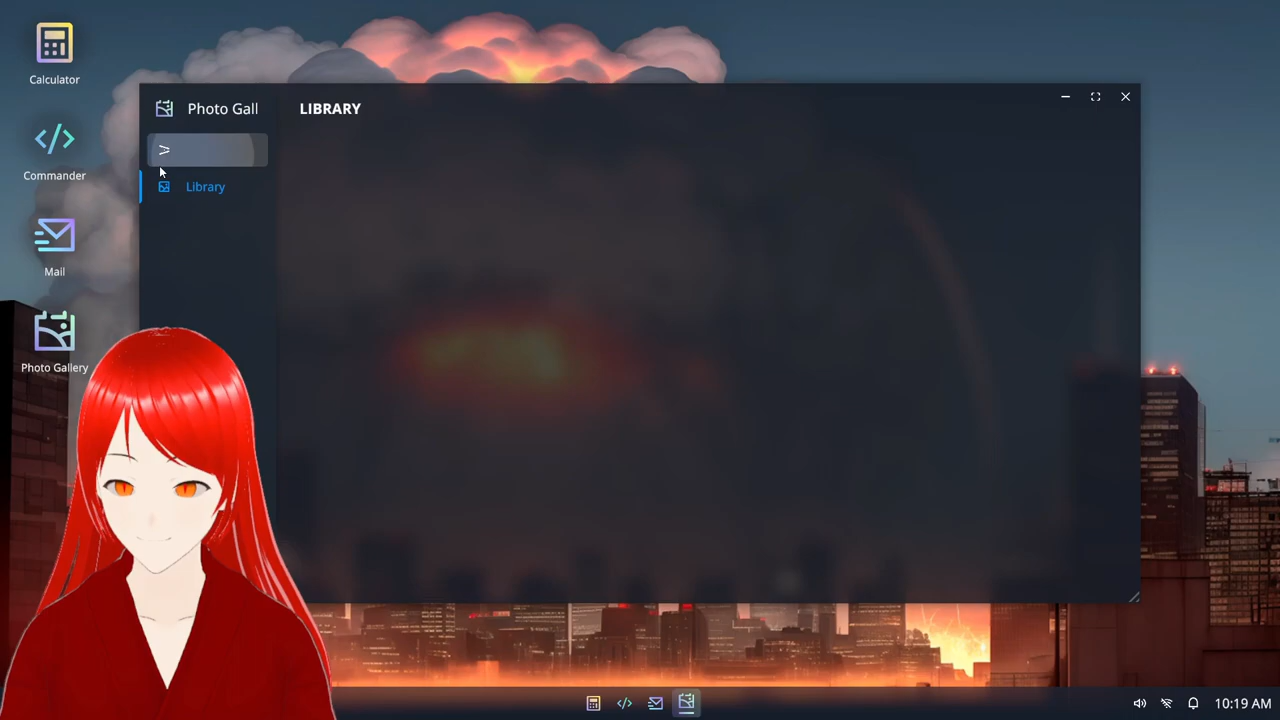 Calculator
Commander
Mail
Photo Gallery
Photo Gall
LIBRARY
>
Library
10:19 AM